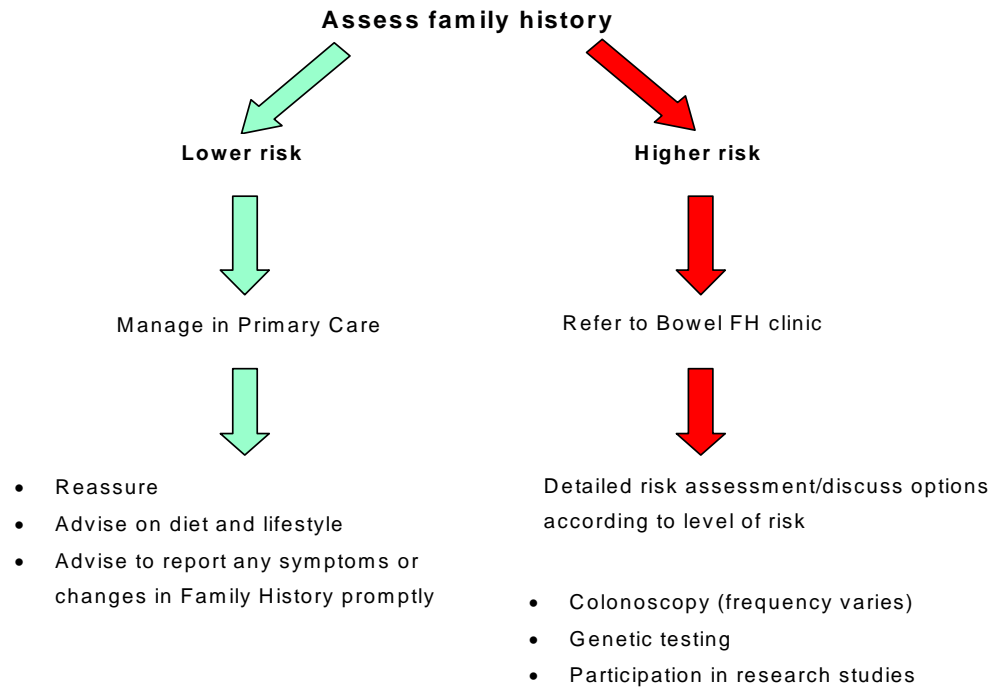 Assess family history
Lower risk
Higher risk
Manage in Primary Care
Refer to Bowel FH clinic
• Reassure
• Advise on diet and lifestyle
• Advise to report any symptoms or
changes in Family History promptly
Detailed risk assessment/discuss options
according to level of risk
• Colonoscopy (frequency varies)
• Genetic testing
• Participation in research studies